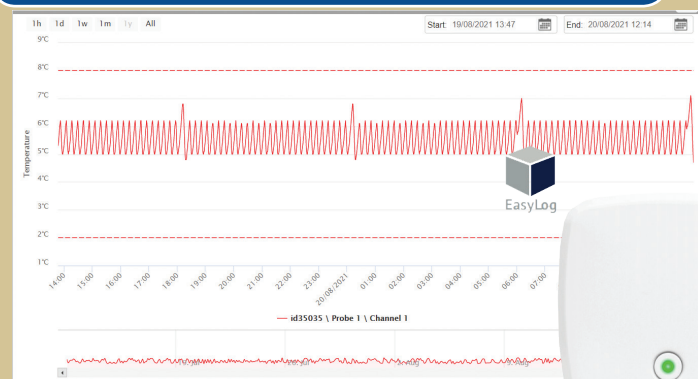 1h 1d 1w 1m 1y All Start: 19/08/2021 13:47 End: 20/08/2021 12:14
9°C
8°C
7°C
6°C
5°C
4°C
3°C
2°C
1°C
Temperature
EasyLog
14:00 15:00 16:00 17:00 18:00 19:00 20:00 21:00 22:00 23:00 20/08/2021 01:00 02:00 03:00 04:00 05:00 06:00 07:00
id35035 \ Probe 1 \ Channel 1